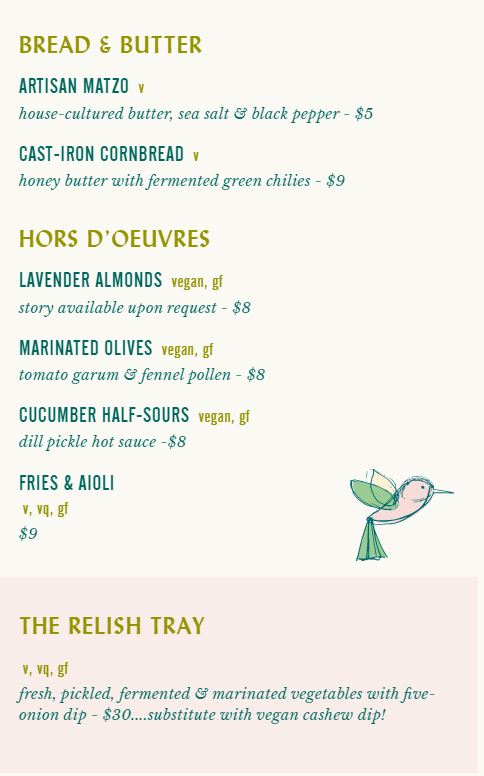 BREAD & BUTTER
ARTISAN MATZO v
house-cultured butter, sea salt & black pepper - $5
CAST-IRON CORNBREAD v
honey butter with fermented green chilies - $9
HORS D'OEUVRES
LAVENDER ALMONDS vegan, gf
story available upon request - $8
MARINATED OLIVES vegan, gf
tomato garum & fennel pollen - $8
CUCUMBER HALF-SOURS vegan, gf
dill pickle hot sauce -$8
FRIES & AIOLI
v, vq, gf
$9
THE RELISH TRAY
v, vq, gf
fresh, pickled, fermented & marinated vegetables with five-
onion dip - $30....substitute with vegan cashew dip!